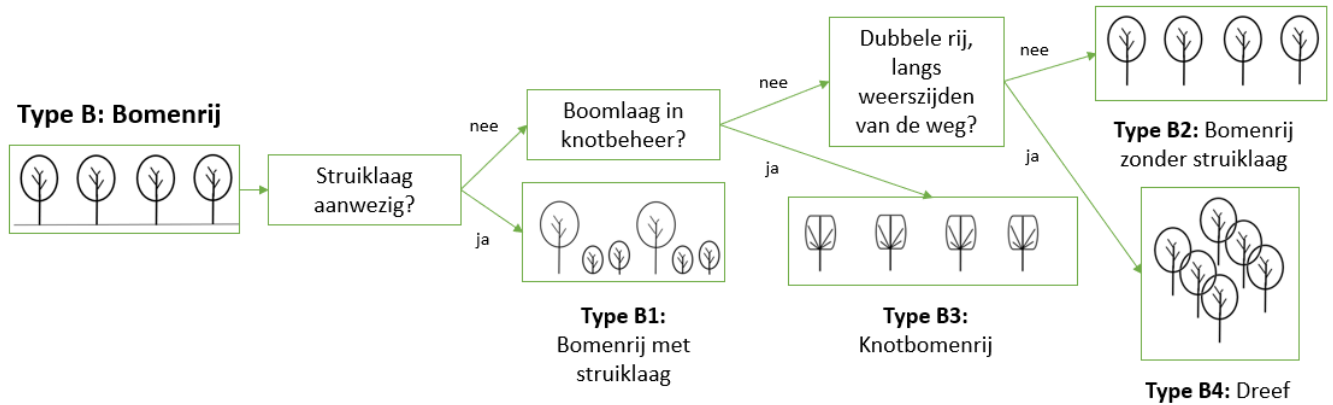 Type B: Bomenrij
Struiklaag
aanwezig?
nee
ja
Boomlaag in
knotbeheer?
Type B1:
Bomenrij met
struiklaag
nee
ja
Dubbele rij,
langs
weerszijden
van de weg?
Type B3:
Knotbomenrij
nee
ja
Type B2: Bomenrij
zonder struiklaag
Type B4: Dreef